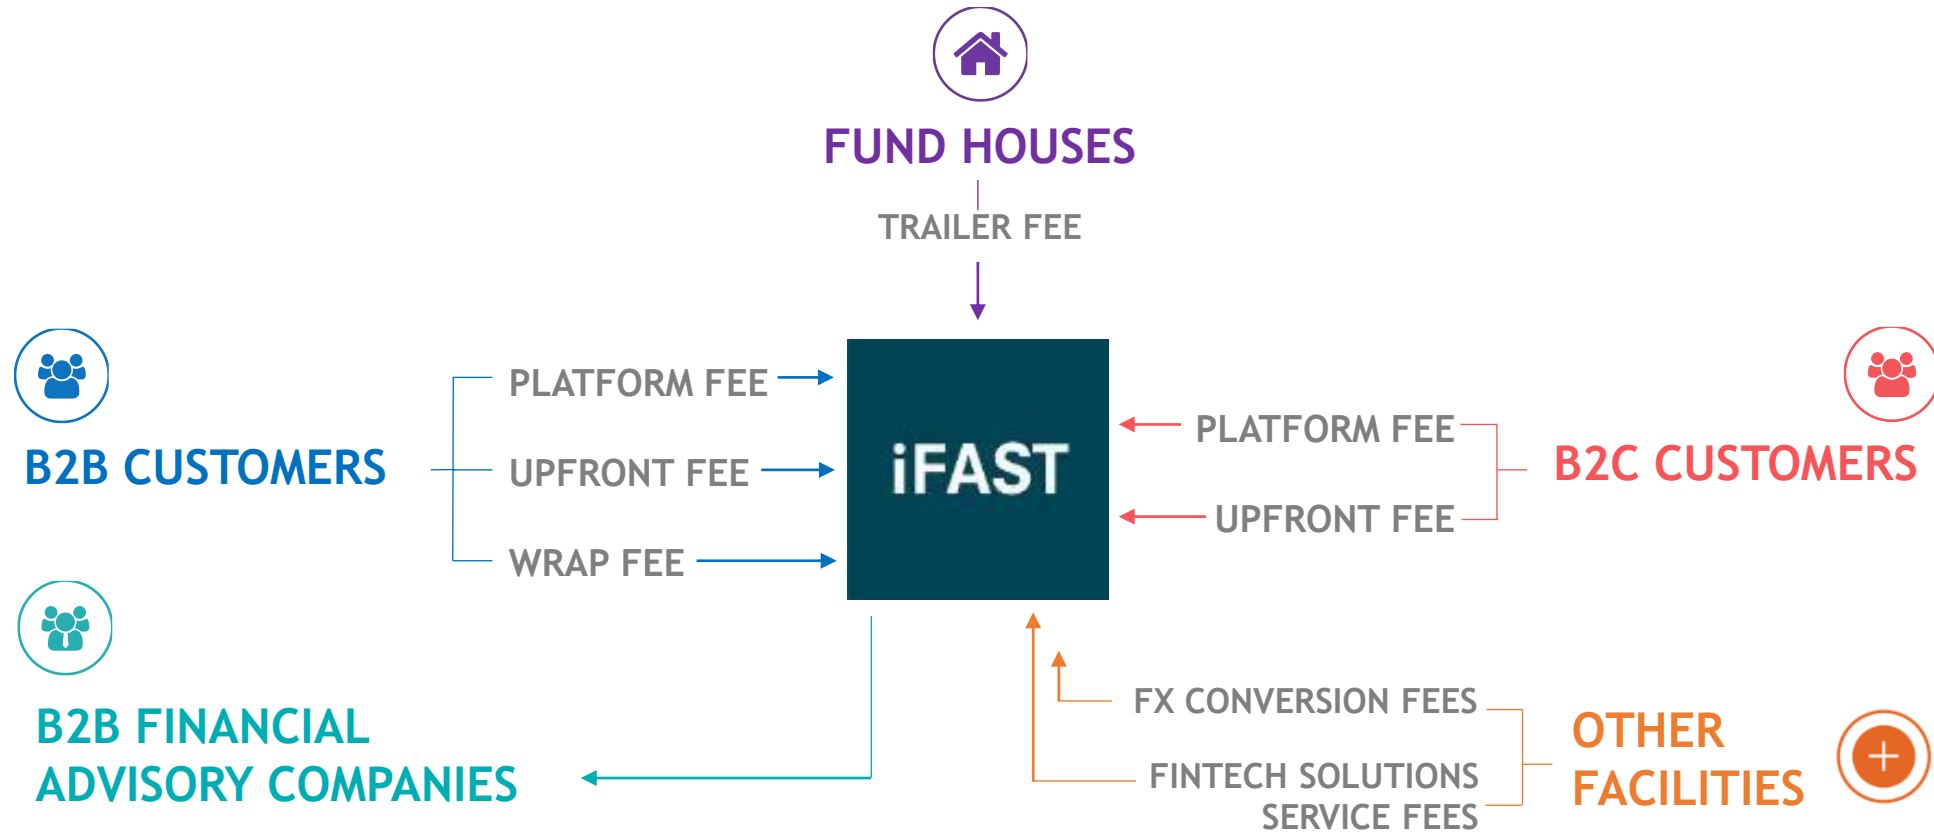 FUND HOUSES
TRAILER FEE
B2B CUSTOMERS
PLATFORM FEE
UPFRONT FEE
WRAP FEE
iFAST
PLATFORM FEE
UPFRONT FEE
B2C CUSTOMERS
B2B FINANCIAL
ADVISORY COMPANIES
FX CONVERSION FEES
FINTECH SOLUTIONS
SERVICE FEES
OTHER
FACILITIES